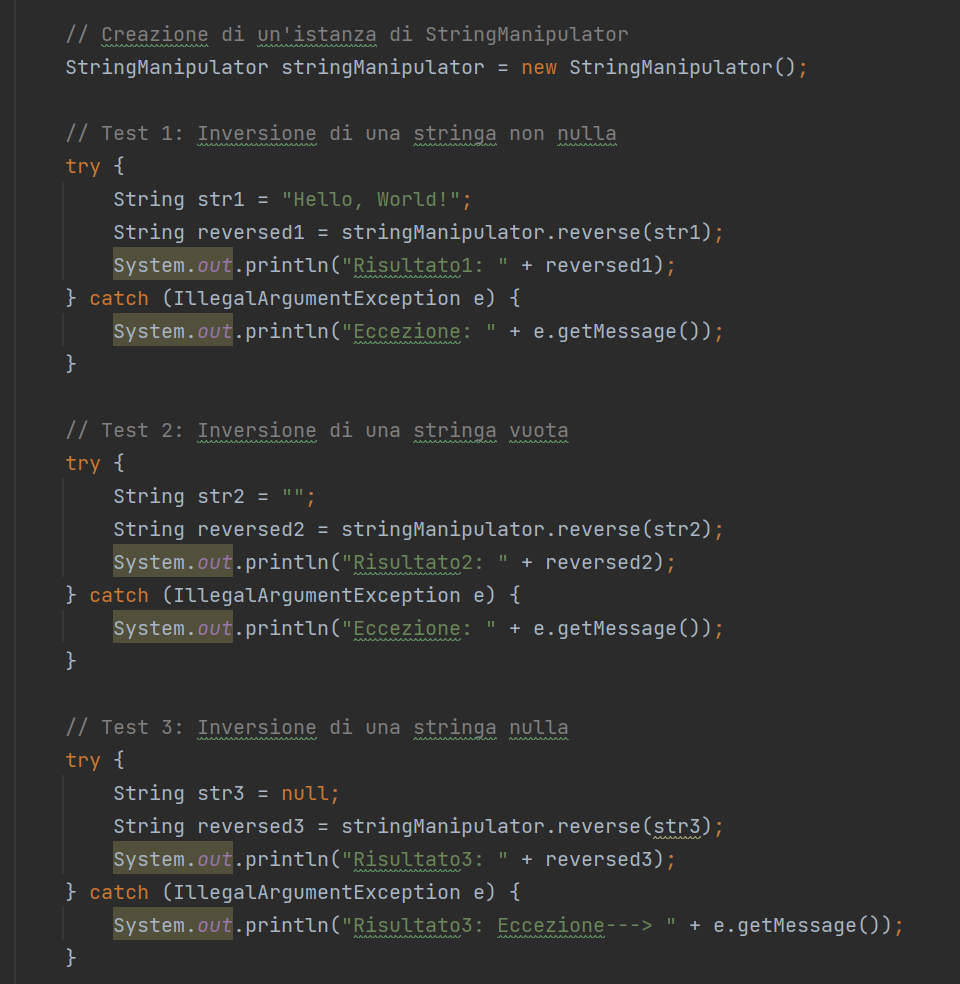 // Creazione di un'istanza di StringManipulator
StringManipulator stringManipulator = new StringManipulator();
// Test 1: Inversione di una stringa non nulla
try {
String str1 = "Hello, World!";
String reversed1 = stringManipulator.reverse(str1);
System.out.println("Risultato1: " + reversed1);
} catch (IllegalArgumentException e) {
System.out.println("Eccezione: " + e.getMessage());
}
// Test 2: Inversione di una stringa vuota
try {
String str2 = "";
String reversed2 = stringManipulator.reverse(str2);
System.out.println("Risultato2: " + reversed2);
} catch (IllegalArgumentException e) {
System.out.println("Eccezione: " + e.getMessage());
}
// Test 3: Inversione di una stringa nulla
try {
String str3 = null;
String reversed3 = stringManipulator.reverse(str3);
System.out.println("Risultato3: " + reversed3);
} catch (IllegalArgumentException e) {
System.out.println("Risultato3: Eccezione---> " + e.getMessage());
}